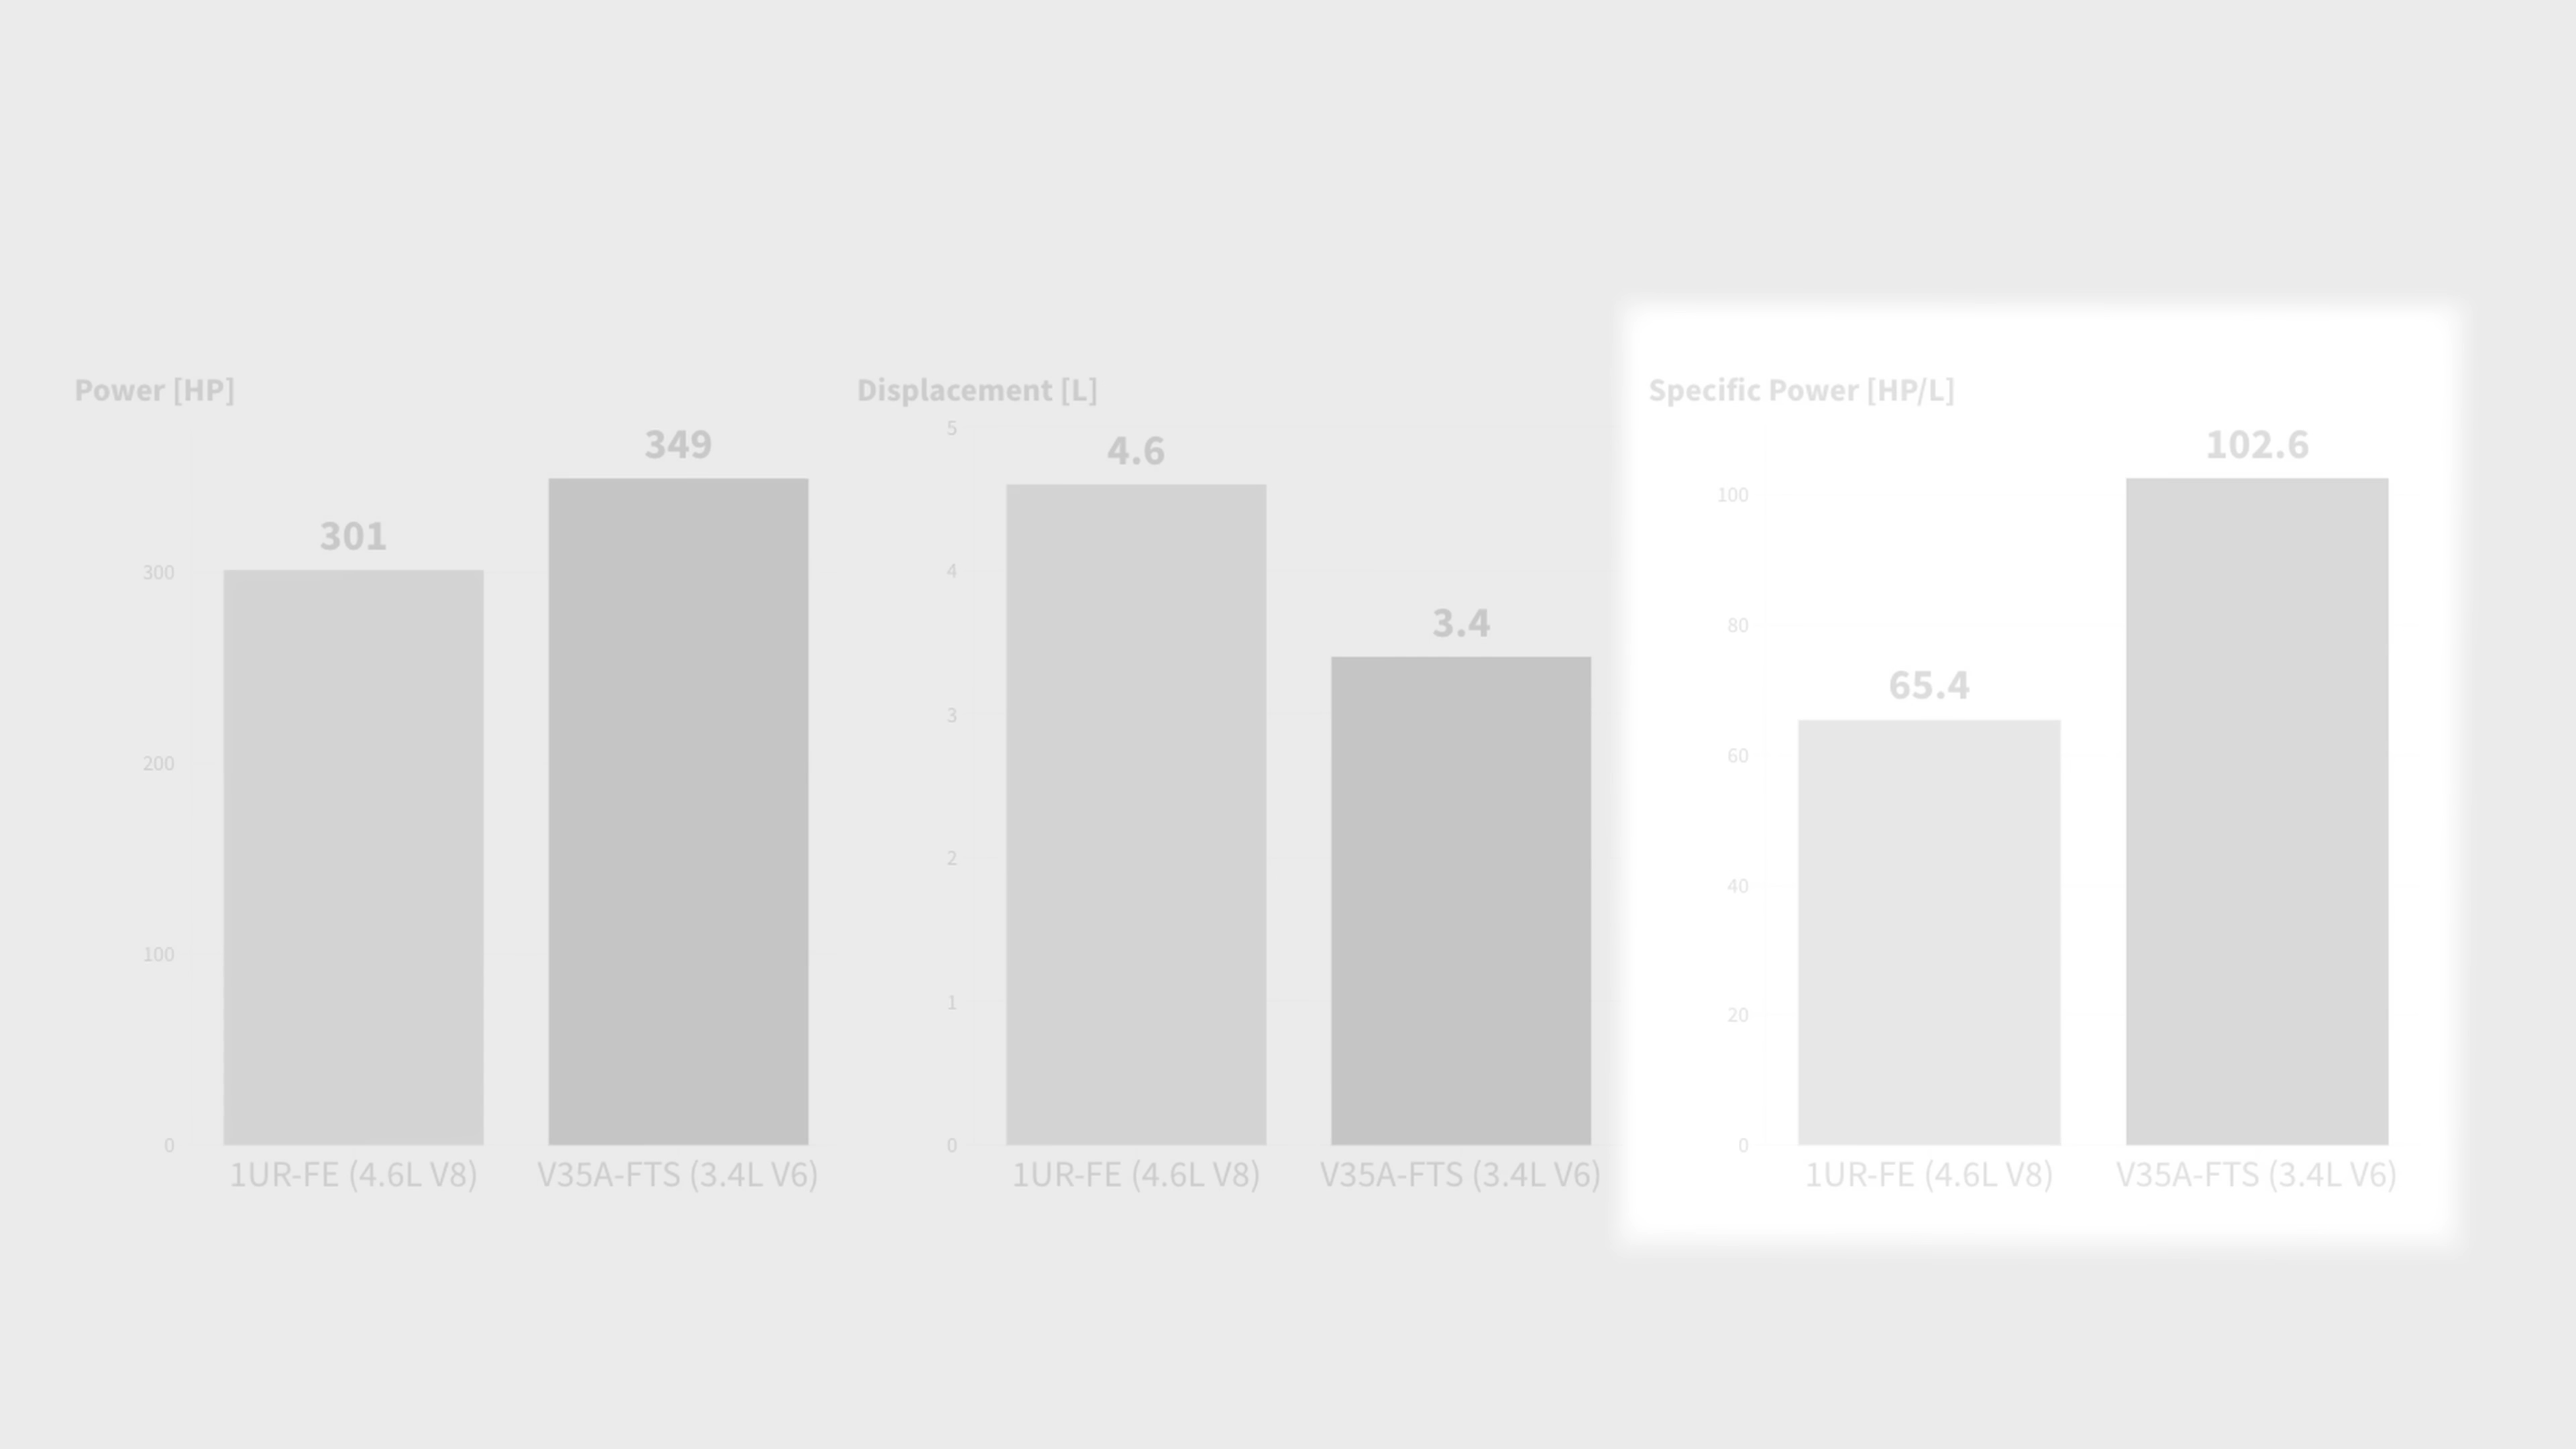 Power [HP]
349
301
300
200
100
0
1UR-FE (4.6L V8)
V35A-FTS (3.4L V6)
Displacement [L]
5
4.6
4
3.4
3
2
1
0
1UR-FE (4.6L V8)
V35A-FTS (3.4L V6)
Specific Power [HP/L]
102.6
100
80
65.4
60
40
20
0
1UR-FE (4.6L V8)
V35A-FTS (3.4L V6)